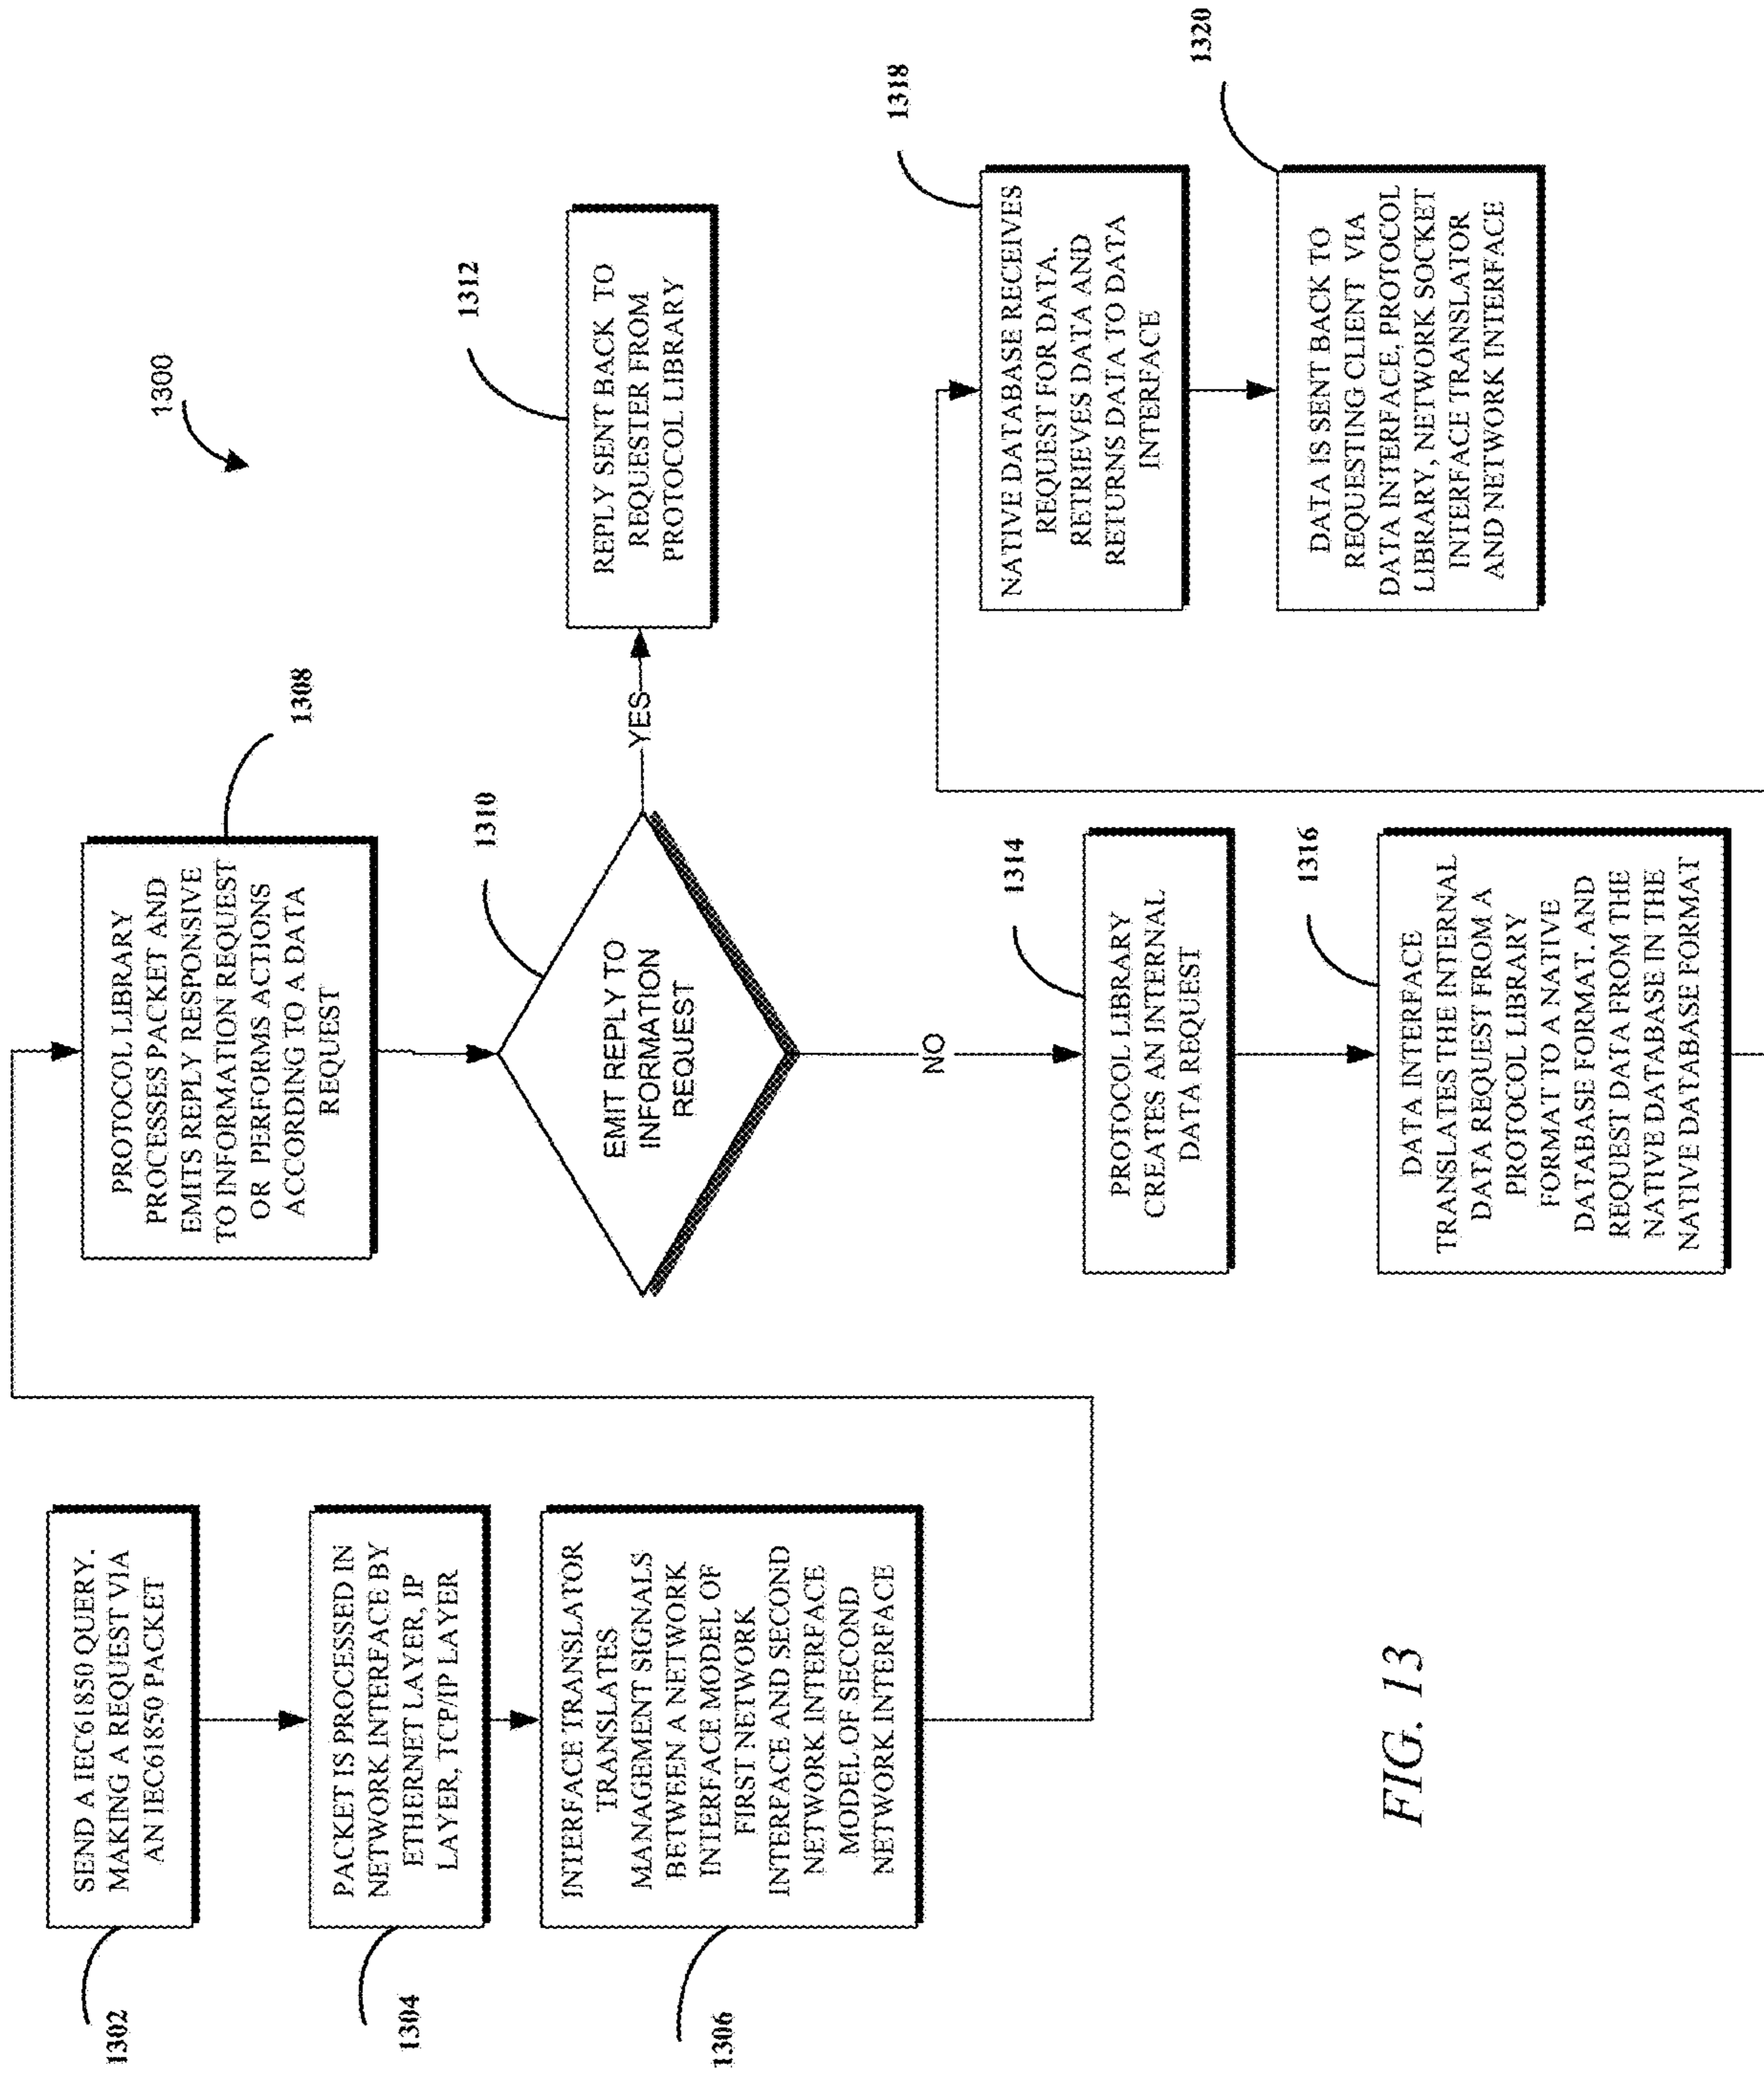 1300
1302
SEND A IEC61850 QUERY.
MAKING A REQUEST VIA
AN IEC61850 PACKET
1304
PACKET IS PROCESSED IN
NETWORK INTERFACE BY
ETHERNET LAYER, IP
LAYER, TCP/IP LAYER
1306
INTERFACE TRANSLATOR
TRANSLATES
MANAGEMENT SIGNALS
BETWEEN A NETWORK
INTERFACE MODEL OF
FIRST NETWORK
INTERFACE AND SECOND
NETWORK INTERFACE
MODEL OF SECOND
NETWORK INTERFACE
1308
PROTOCOL LIBRARY
PROCESSES PACKET AND
EMITS REPLY RESPONSIVE
TO INFORMATION REQUEST
OR PERFORMS ACTIONS
ACCORDING TO A DATA
REQUEST
1310
EMIT REPLY TO
INFORMATION
REQUEST
YES
1312
REPLY SENT BACK TO
REQUESTER FROM
PROTOCOL LIBRARY
NO
1314
PROTOCOL LIBRARY
CREATES AN INTERNAL
DATA REQUEST
1316
DATA INTERFACE
TRANSLATES THE INTERNAL
DATA REQUEST FROM A
PROTOCOL LIBRARY
FORMAT TO A NATIVE
DATABASE FORMAT, AND
REQUEST DATA FROM THE
NATIVE DATABASE IN THE
NATIVE DATABASE FORMAT
1318
NATIVE DATABASE RECEIVES
REQUEST FOR DATA,
RETRIEVES DATA AND
RETURNS DATA TO DATA
INTERFACE
1320
DATA IS SENT BACK TO
REQUESTING CLIENT VIA
DATA INTERFACE, PROTOCOL
LIBRARY, NETWORK SOCKET
INTERFACE TRANSLATOR
AND NETWORK INTERFACE
FIG. 13